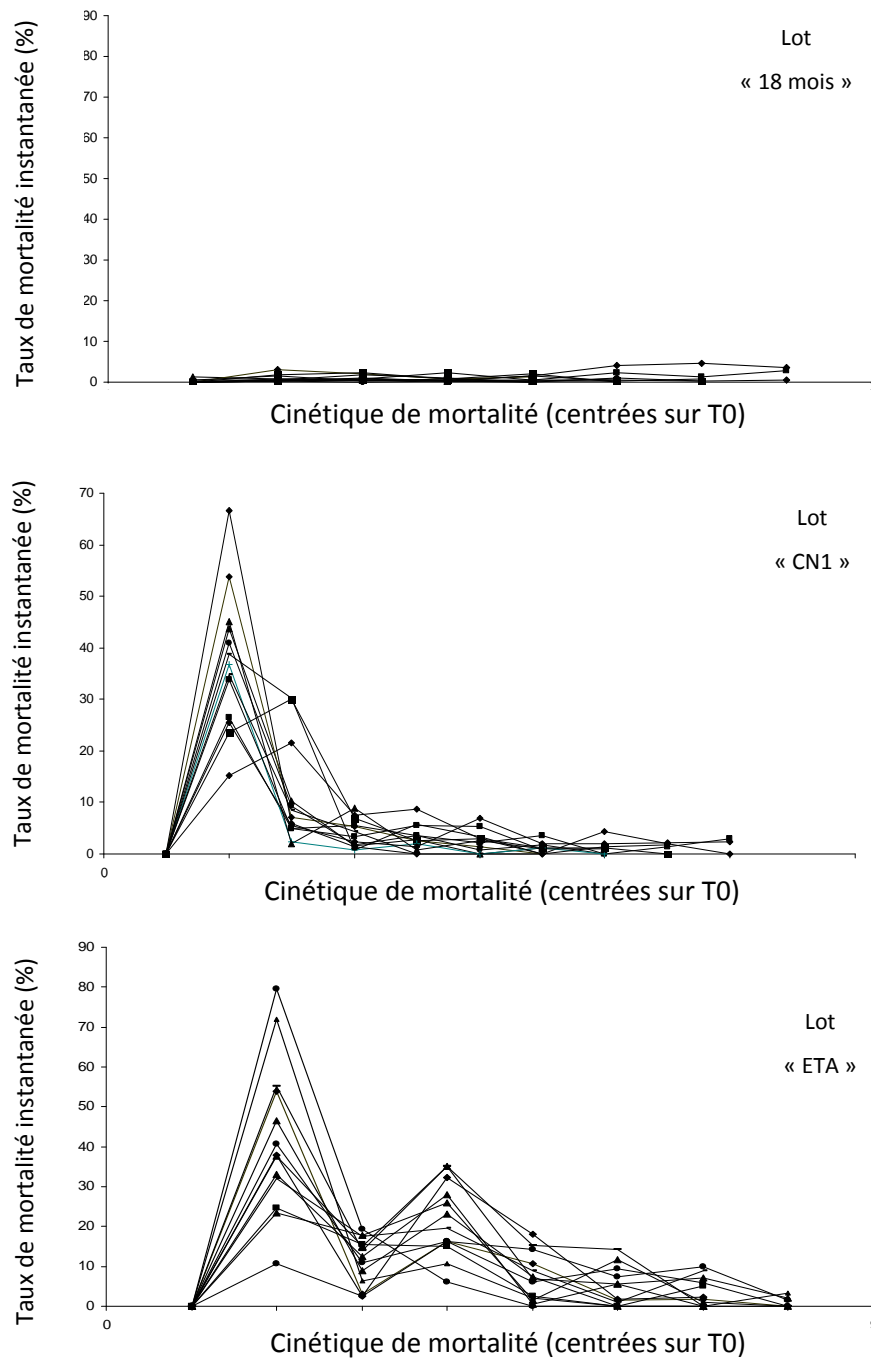 Taux de mortalité instantanée (%)
90
80
70
60
50
40
30
20
10
0
Lot
« 18 mois »
Cinétique de mortalité (centrées sur T0)
Taux de mortalité instantanée (%)
70
60
50
40
30
20
10
0
0
Lot
« CN1 »
Cinétique de mortalité (centrées sur T0)
Taux de mortalité instantanée (%)
90
80
70
60
50
40
30
20
10
0
0
Lot
« ETA »
Cinétique de mortalité (centrées sur T0)